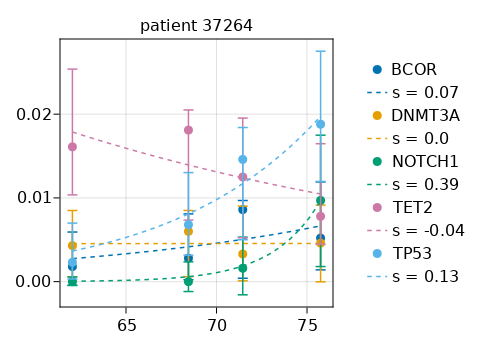 patient 37264
0.02
0.01
0.00
65
70
75
BCOR
s = 0.07
DNMT3A
s = 0.0
NOTCH1
s = 0.39
TET2
s = -0.04
TP53
s = 0.13